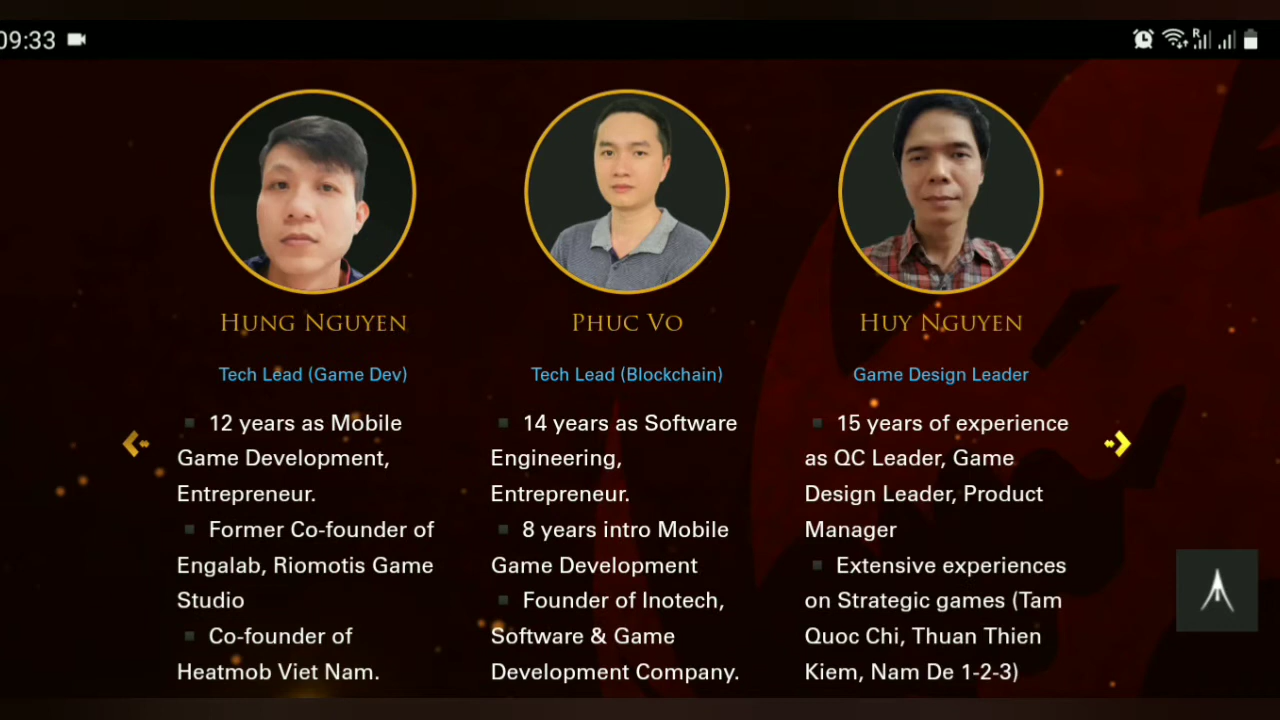 09:33
R
HUNG NGUYEN
Tech Lead (Game Dev)
12 years as Mobile
Game Development,
Entrepreneur.
Former Co-founder of
Engalab, Riomotis Game
Studio
Co-founder of
Heatmob Viet Nam.
PHUC VO
Tech Lead (Blockchain)
14 years as Software
Engineering,
Entrepreneur.
8 years intro Mobile
Game Development
Founder of Inotech,
Software & Game
Development Company.
HUY NGUYEN
Game Design Leader
15 years of experience
as QC Leader, Game
Design Leader, Product
Manager
Extensive experiences
on Strategic games (Tam
Quoc Chi, Thuan Thien
Kiem, Nam De 1-2-3)